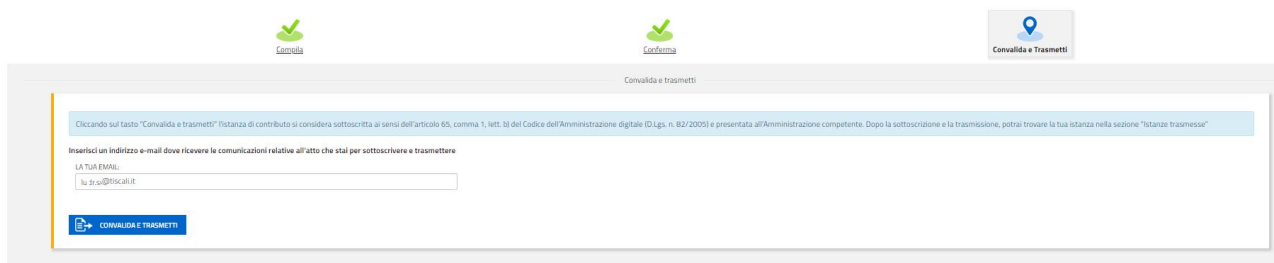 Compila
Conferma
Convalida e Trasmetti
Convalida e trasmetti
Cliccando sul tasto "Convalida e trasmetti" l'istanza di contributo si considera sottoscritta ai sensi dell'articolo 65, comma 1, lett. b) del Codice dell'Amministrazione digitale (D.Lgs. n. 82/2005) e presentata all'Amministrazione competente. Dopo la sottoscrizione e la trasmissione, potrai trovare la tua istanza nella sezione "Istanze trasmesse"
Inserisci un indirizzo e-mail dove ricevere le comunicazioni relative all'atto che stai per sottoscrivere e trasmettere
LA TUA EMAIL:
@tiscali.it
CONVALIDA E TRASMETTI